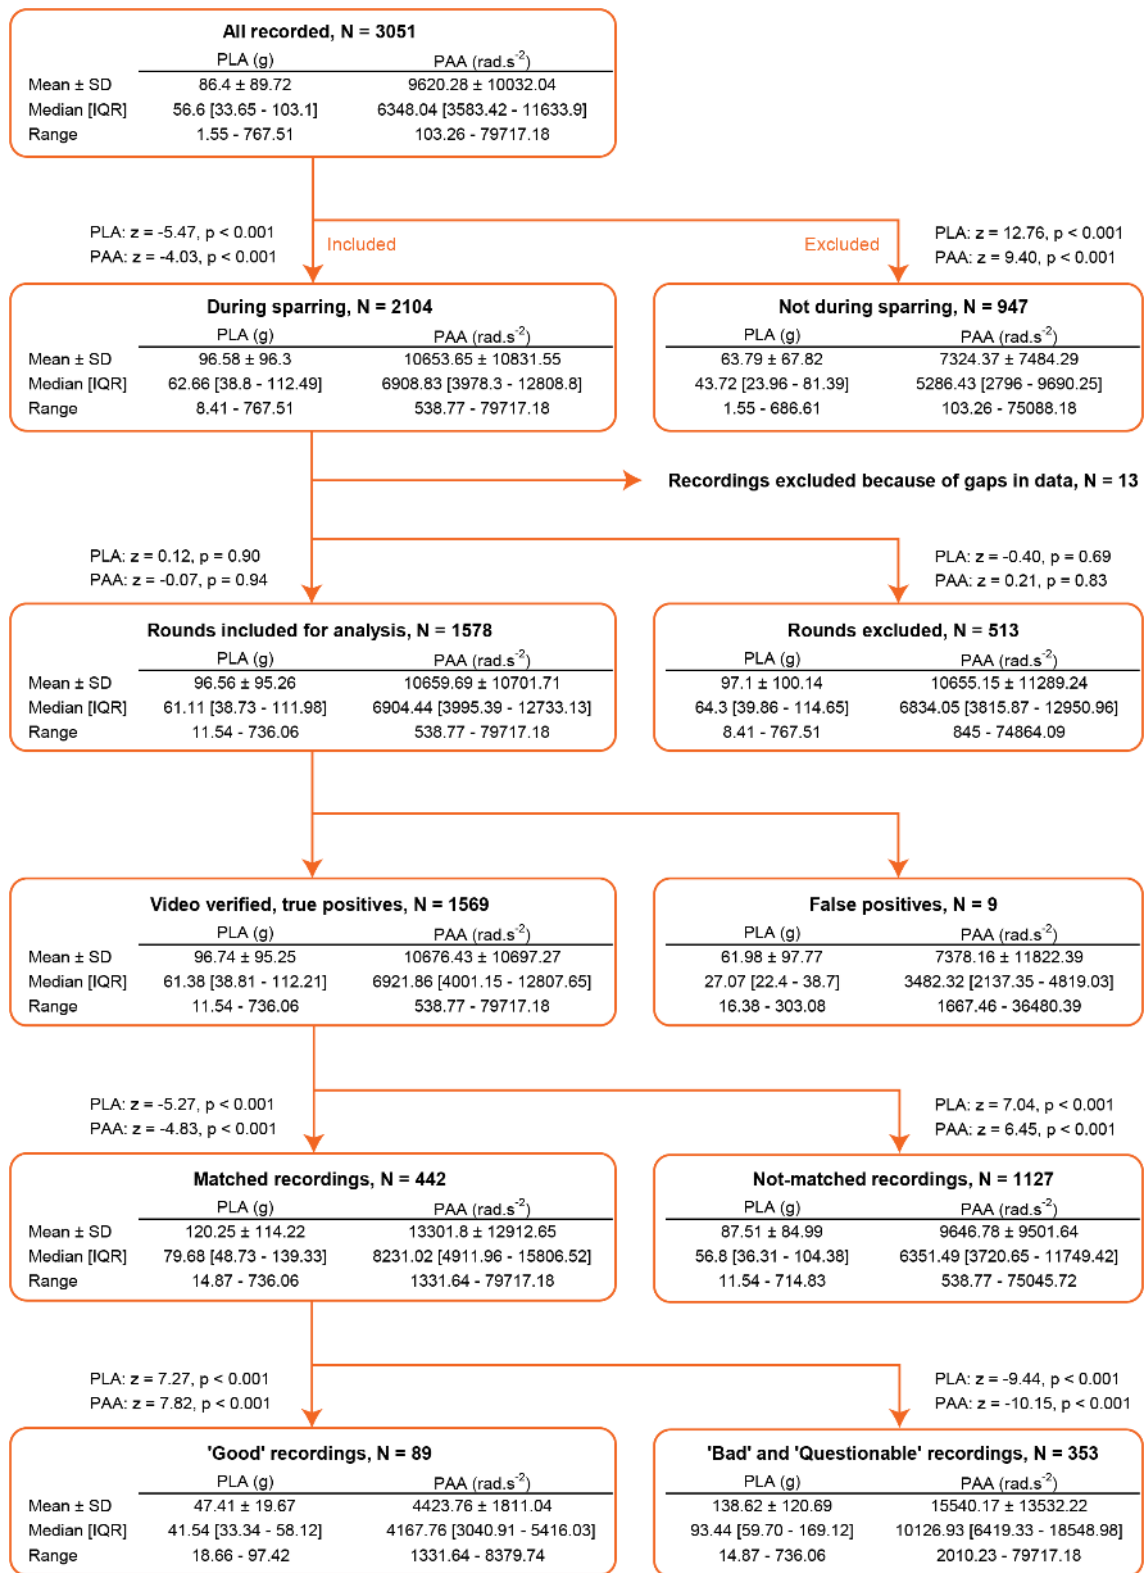 All recorded, N = 3051
PLA (g) PAA (rad.s⁻²)
Mean ± SD 86.4 ± 89.72 9620.28 ± 10032.04
Median [IQR] 56.6 [33.65 - 103.1] 6348.04 [3583.42 - 11633.9]
Range 1.55 - 767.51 103.26 - 79717.18
PLA: z = -5.47, p < 0.001
PAA: z = -4.03, p < 0.001
Included
Excluded
PLA: z = 12.76, p < 0.001
PAA: z = 9.40, p < 0.001
During sparring, N = 2104
PLA (g) PAA (rad.s⁻²)
Mean ± SD 96.58 ± 96.3 10653.65 ± 10831.55
Median [IQR] 62.66 [38.8 - 112.49] 6908.83 [3978.3 - 12808.8]
Range 8.41 - 767.51 538.77 - 79717.18
Not during sparring, N = 947
PLA (g) PAA (rad.s⁻²)
63.79 ± 67.82 7324.37 ± 7484.29
43.72 [23.96 - 81.39] 5286.43 [2796 - 9690.25]
1.55 - 686.61 103.26 - 75088.18
Recordings excluded because of gaps in data, N = 13
PLA: z = 0.12, p = 0.90
PAA: z = -0.07, p = 0.94
PLA: z = -0.40, p = 0.69
PAA: z = 0.21, p = 0.83
Rounds included for analysis, N = 1578
PLA (g) PAA (rad.s⁻²)
Mean ± SD 96.56 ± 95.26 10659.69 ± 10701.71
Median [IQR] 61.11 [38.73 - 111.98] 6904.44 [3995.39 - 12733.13]
Range 11.54 - 736.06 538.77 - 79717.18
Rounds excluded, N = 513
PLA (g) PAA (rad.s⁻²)
97.1 ± 100.14 10655.15 ± 11289.24
64.3 [39.86 - 114.65] 6834.05 [3815.87 - 12950.96]
8.41 - 767.51 845 - 74864.09
Video verified, true positives, N = 1569
PLA (g) PAA (rad.s⁻²)
Mean ± SD 96.74 ± 95.25 10676.43 ± 10697.27
Median [IQR] 61.38 [38.81 - 112.21] 6921.86 [4001.15 - 12807.65]
Range 11.54 - 736.06 538.77 - 79717.18
False positives, N = 9
PLA (g) PAA (rad.s⁻²)
61.98 ± 97.77 7378.16 ± 11822.39
27.07 [22.4 - 38.7] 3482.32 [2137.35 - 4819.03]
16.38 - 303.08 1667.46 - 36480.39
PLA: z = -5.27, p < 0.001
PAA: z = -4.83, p < 0.001
PLA: z = 7.04, p < 0.001
PAA: z = 6.45, p < 0.001
Matched recordings, N = 442
PLA (g) PAA (rad.s⁻²)
Mean ± SD 120.25 ± 114.22 13301.8 ± 12912.65
Median [IQR] 79.68 [48.73 - 139.33] 8231.02 [4911.96 - 15806.52]
Range 14.87 - 736.06 1331.64 - 79717.18
Not-matched recordings, N = 1127
PLA (g) PAA (rad.s⁻²)
87.51 ± 84.99 9646.78 ± 9501.64
56.8 [36.31 - 104.38] 6351.49 [3720.65 - 11749.42]
11.54 - 714.83 538.77 - 75045.72
PLA: z = 7.27, p < 0.001
PAA: z = 7.82, p < 0.001
PLA: z = -9.44, p < 0.001
PAA: z = -10.15, p < 0.001
'Good' recordings, N = 89
PLA (g) PAA (rad.s⁻²)
Mean ± SD 47.41 ± 19.67 4423.76 ± 1811.04
Median [IQR] 41.54 [33.34 - 58.12] 4167.76 [3040.91 - 5416.03]
Range 18.66 - 97.42 1331.64 - 8379.74
'Bad' and 'Questionable' recordings, N = 353
PLA (g) PAA (rad.s⁻²)
138.62 ± 120.69 15540.17 ± 13532.22
93.44 [59.70 - 169.12] 10126.93 [6419.33 - 18548.98]
14.87 - 736.06 2010.23 - 79717.18